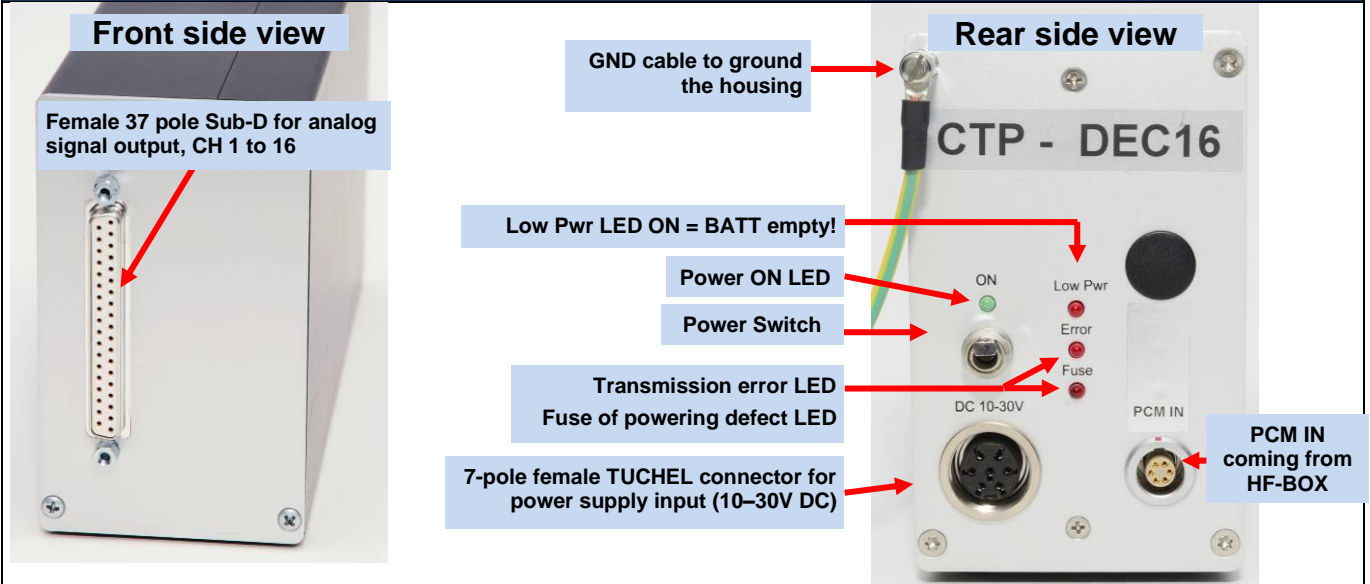 Front side view
Female 37 pole Sub-D for analog
signal output, CH 1 to 16
Rear side view
GND cable to ground
the housing
CTP - DEC16
Low Pwr LED ON = BATT empty!
Power ON LED
Power Switch
Transmission error LED
Fuse of powering defect LED
7-pole female TUCHEL connector for
power supply input (10–30V DC)
ON
Low Pwr
Error
Fuse
DC 10-30V
PCM IN
PCM IN
coming from
HF-BOX